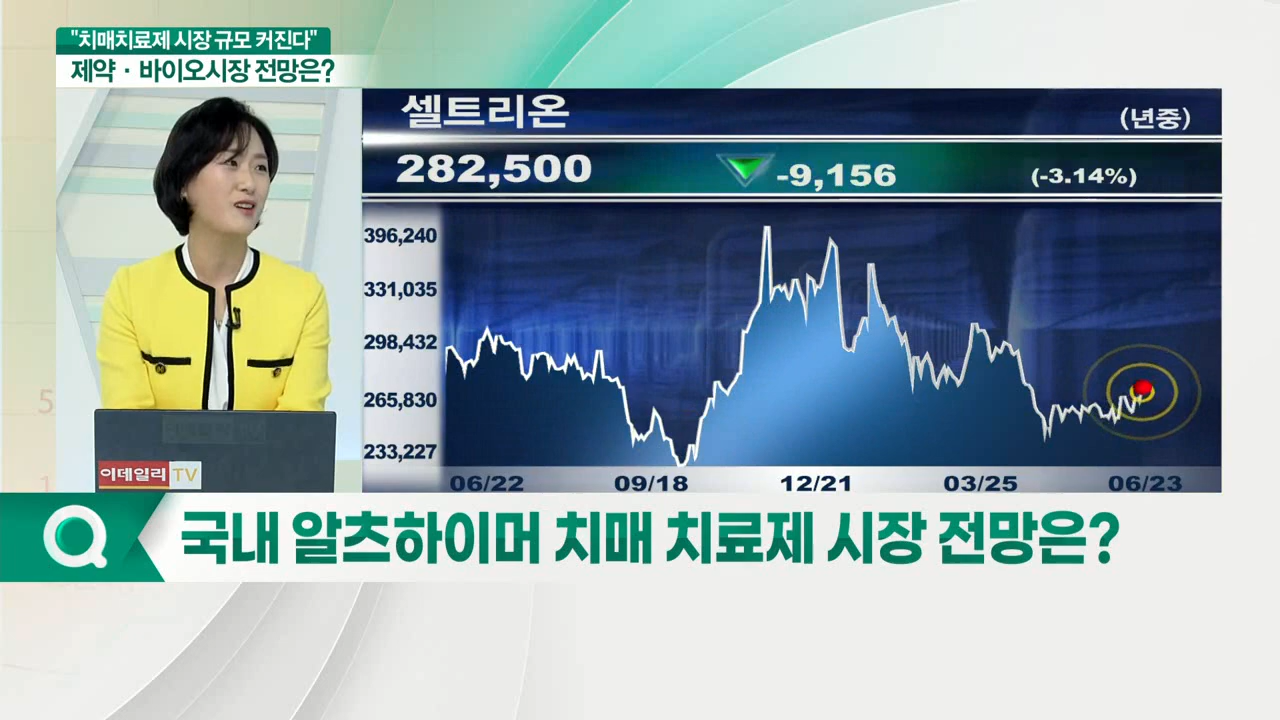 "치매치료제 시장 규모 커진다"
제약 · 바이오시장 전망은?
셀트리온
(년중)
282,500 -9,156 (-3.14%)
396,240
331,035
298,432
265,830
233,227
06/22 09/18 12/21 03/25 06/23
이데일리 TV
국내 알츠하이머 치매 치료제 시장 전망은?